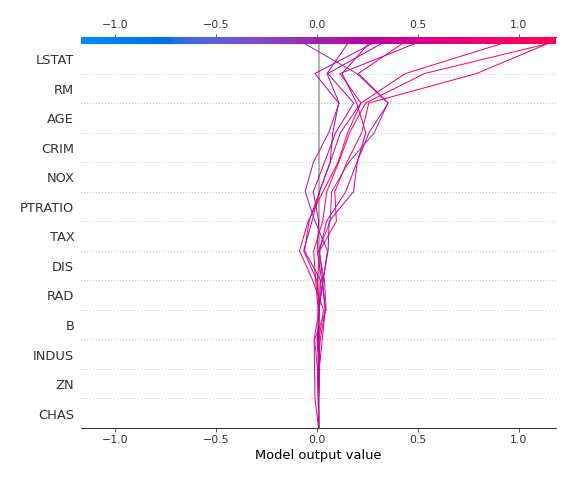 −1.0 −0.5 0.0 0.5 1.0
LSTAT
RM
AGE
CRIM
NOX
PTRATIO
TAX
DIS
RAD
B
INDUS
ZN
CHAS
−1.0 −0.5 0.0 0.5 1.0
Model output value